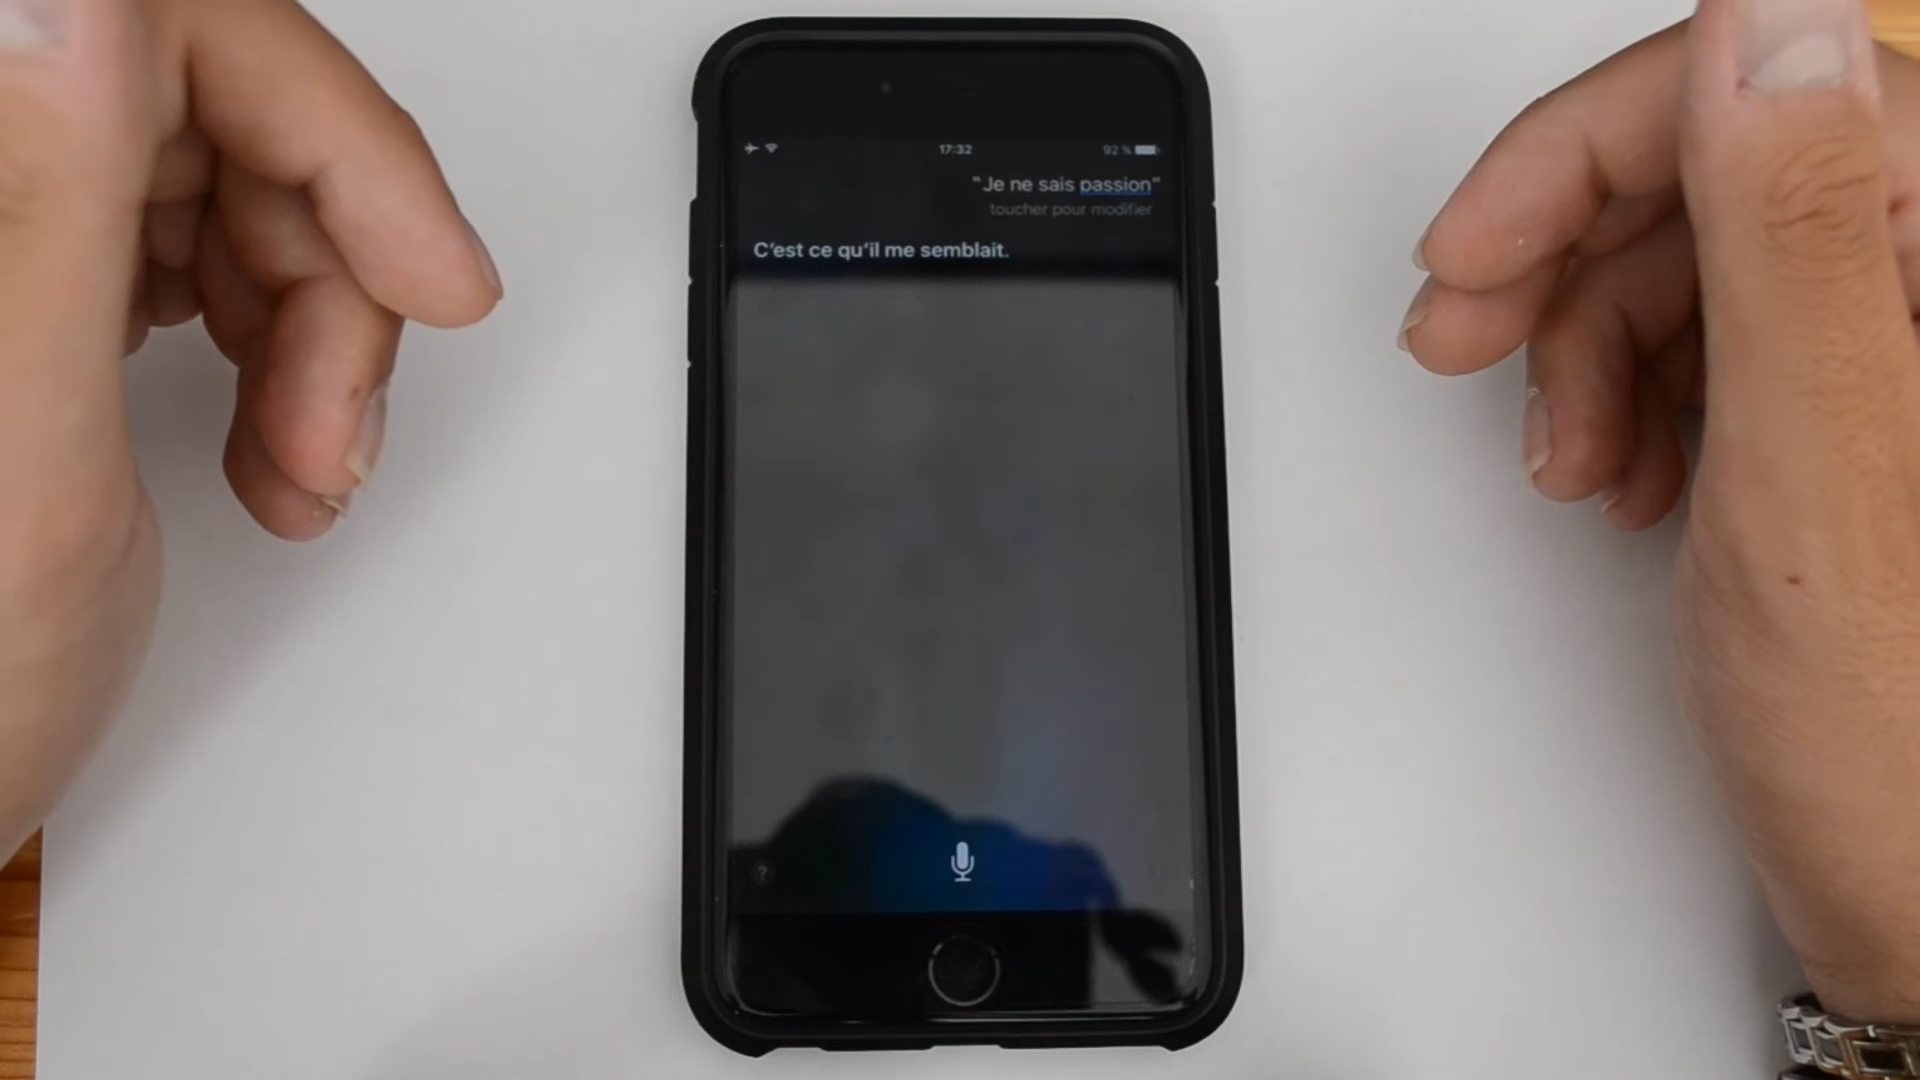 17:32
92 %
"Je ne sais passion"
toucher pour modifier
C'est ce qu'il me semblait.
?